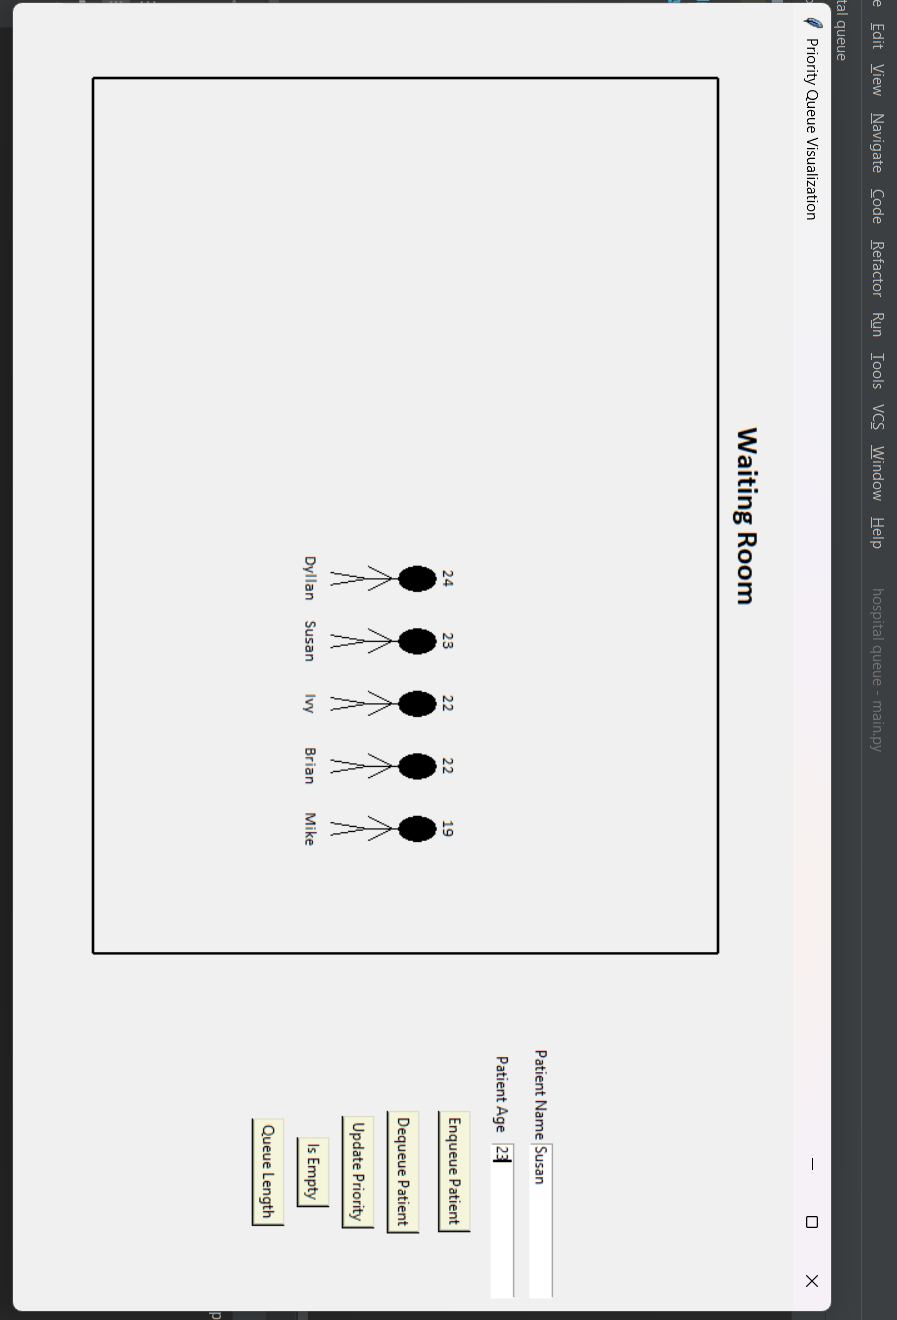 Edit View Navigate Code Refactor Run Tools VCS Window Help hospital queue - main.py
tal queue
Priority Queue Visualization
Waiting Room
24 23 22 22 19
Dyllan Susan Ivy Brian Mike
Patient Name Susan
Patient Age 23
Enqueue Patient
Dequeue Patient
Update Priority
Is Empty
Queue Length